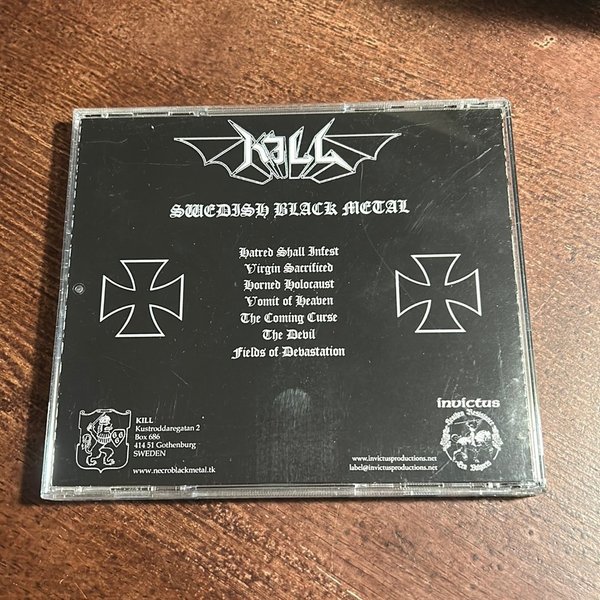 KILL
SWEDISH BLACK METAL
Hatred Shall Infest
Virgin Sacrificed
Horned Holocaust
Vomit of Heaven
The Coming Curse
The Devil
Fields of Devastation
KILL
Kustroddaregatan 2
Box 686
414 51 Gothenburg
SWEDEN
www.necroblackmetal.tk
invictus
www.invictusproductions.net
label@invictusproductions.net